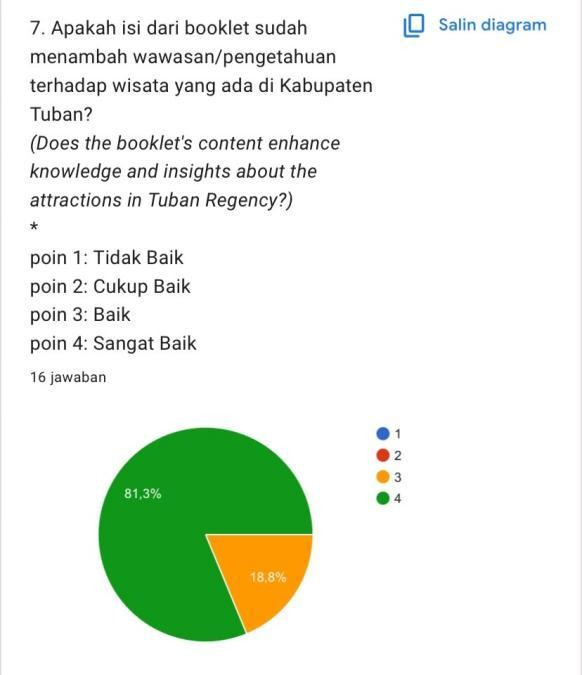 7. Apakah isi dari booklet sudah
menambah wawasan/pengetahuan
terhadap wisata yang ada di Kabupaten
Tuban?
(Does the booklet's content enhance
knowledge and insights about the
attractions in Tuban Regency?)
*
poin 1: Tidak Baik
poin 2: Cukup Baik
poin 3: Baik
poin 4: Sangat Baik
16 jawaban
Salin diagram
81,3%
18,8%
1
2
3
4